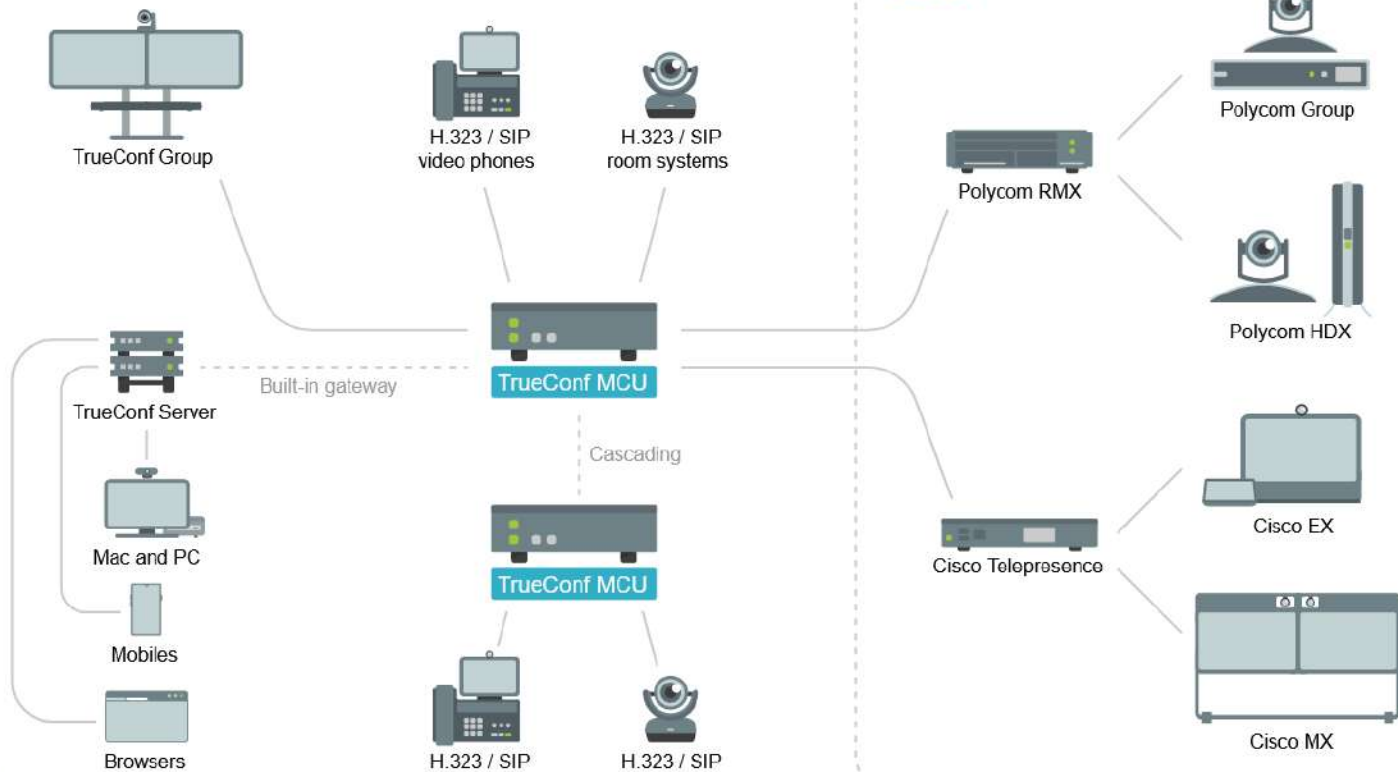 TrueConf Group
H.323 / SIP
video phones
H.323 / SIP
room systems
Polycom Group
Polycom RMX
Polycom HDX
TrueConf Server
Built-in gateway
TrueConf MCU
Cascading
Mac and PC
TrueConf MCU
Cisco Telepresence
Cisco EX
Mobiles
Browsers
H.323 / SIP
H.323 / SIP
Cisco MX